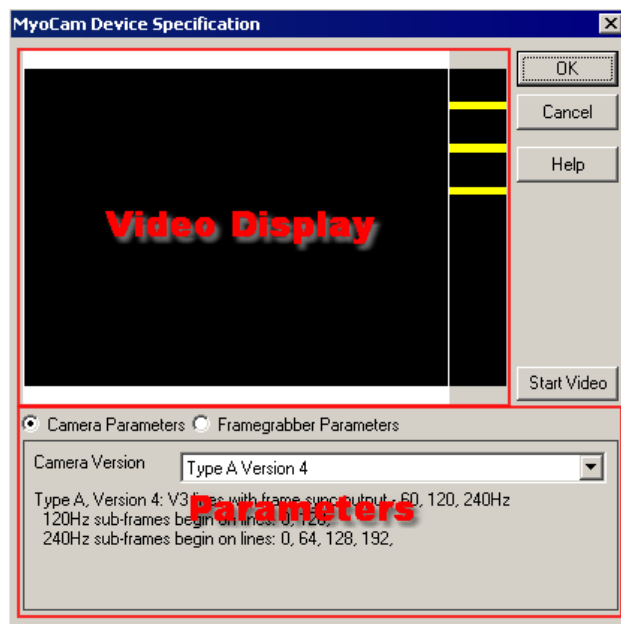 MyoCam Device Specification
OK
Cancel
Help
Video Display
Start Video
Camera Parameters Framegrabber Parameters
Camera Version Type A Version 4
Type A, Version 4: V3 lines with frame sync output - 60, 120, 240Hz
Parameters
120Hz sub-frames begin on lines: 0, 128,
240Hz sub-frames begin on lines: 0, 64, 128, 192,